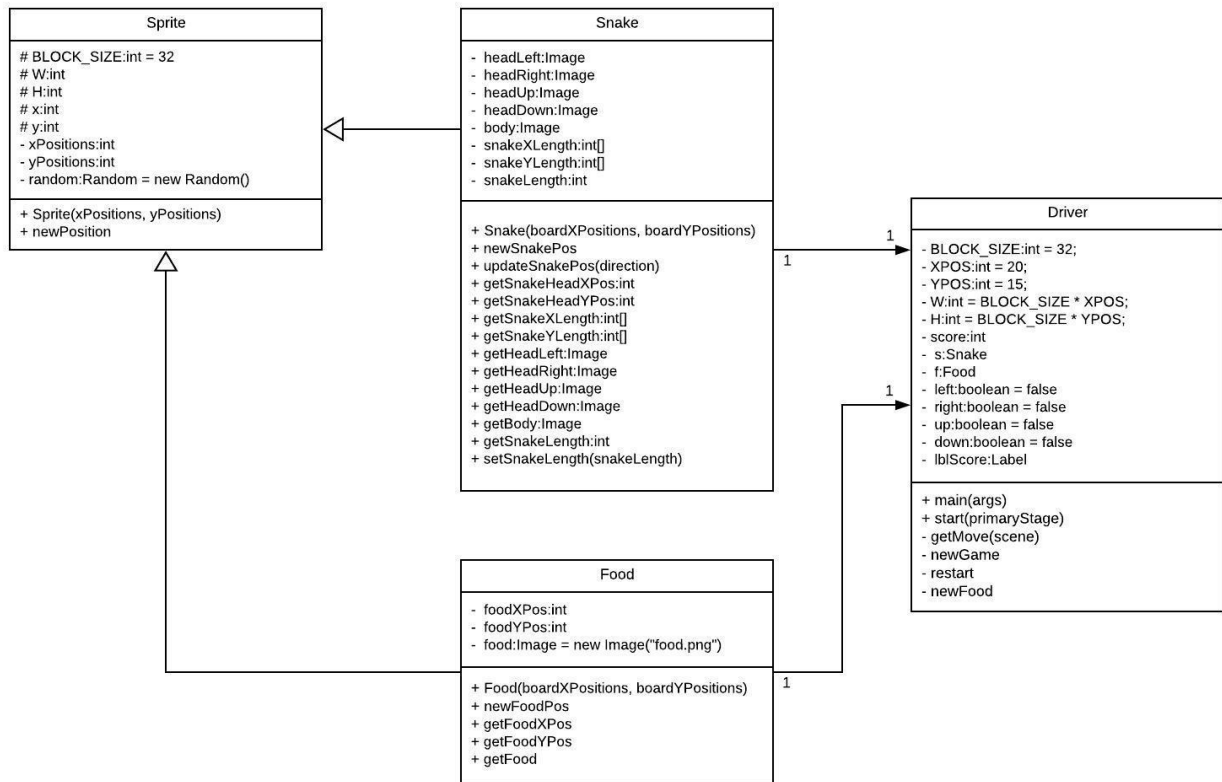 Sprite
# BLOCK_SIZE:int = 32
# W:int
# H:int
# x:int
# y:int
- xPositions:int
- yPositions:int
- random:Random = new Random()
+ Sprite(xPositions, yPositions)
+ newPosition
Snake
- headLeft:Image
- headRight:Image
- headUp:Image
- headDown:Image
- body:Image
- snakeXLength:int[]
- snakeYLength:int[]
- snakeLength:int
+ Snake(boardXPositions, boardYPositions)
+ newSnakePos
+ updateSnakePos(direction)
+ getSnakeHeadXPos:int
+ getSnakeHeadYPos:int
+ getSnakeXLength:int[]
+ getSnakeYLength:int[]
+ getHeadLeft:Image
+ getHeadRight:Image
+ getHeadUp:Image
+ getHeadDown:Image
+ getBody:Image
+ getSnakeLength:int
+ setSnakeLength(snakeLength)
1
1
Driver
- BLOCK_SIZE:int = 32;
- XPOS:int = 20;
- YPOS:int = 15;
- W:int = BLOCK_SIZE * XPOS;
- H:int = BLOCK_SIZE * YPOS;
- score:int
- s:Snake
- f:Food
- left:boolean = false
- right:boolean = false
- up:boolean = false
- down:boolean = false
- lblScore:Label
+ main(args)
+ start(primaryStage)
- getMove(scene)
- newGame
- restart
- newFood
Food
- foodXPos:int
- foodYPos:int
- food:Image = new Image("food.png")
+ Food(boardXPositions, boardYPositions)
+ newFoodPos
+ getFoodXPos
+ getFoodYPos
+ getFood
1
1